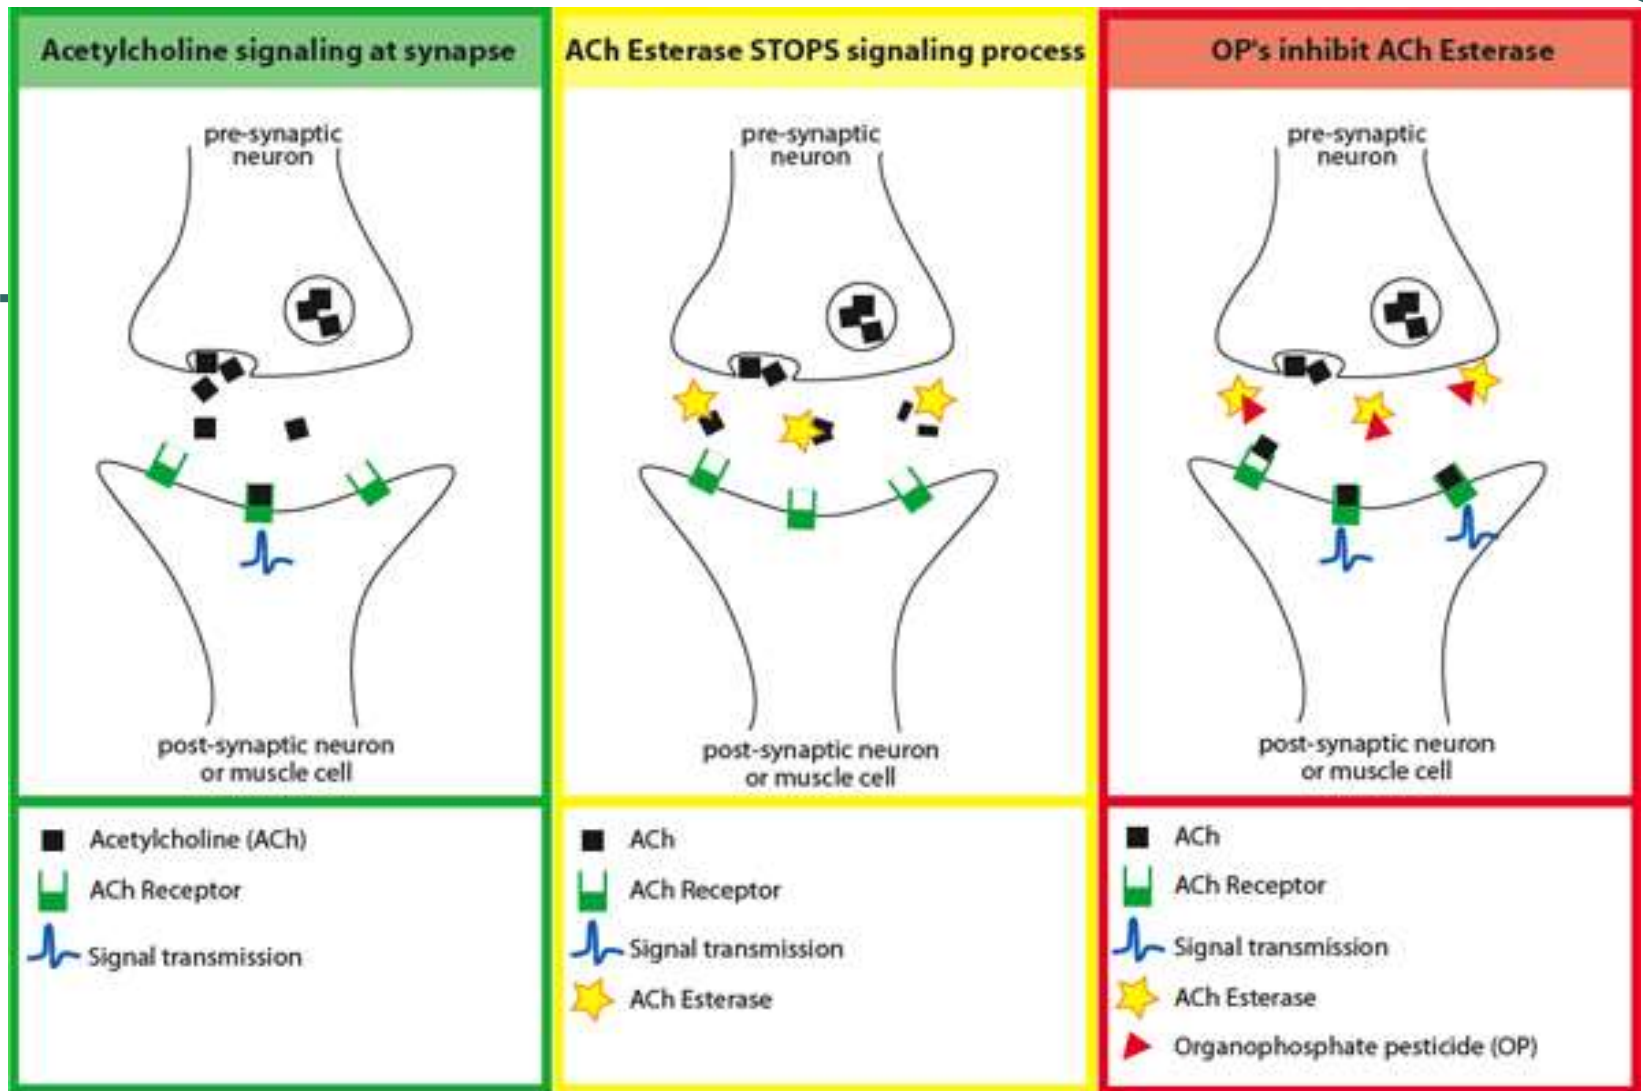 Acetylcholine signaling at synapse
pre-synaptic
neuron
post-synaptic neuron
or muscle cell
Acetylcholine (ACh)
ACh Receptor
Signal transmission
ACh Esterase STOPS signaling process
pre-synaptic
neuron
post-synaptic neuron
or muscle cell
ACh
ACh Receptor
Signal transmission
ACh Esterase
OP's inhibit ACh Esterase
pre-synaptic
neuron
post-synaptic neuron
or muscle cell
ACh
ACh Receptor
Signal transmission
ACh Esterase
Organophosphate pesticide (OP)